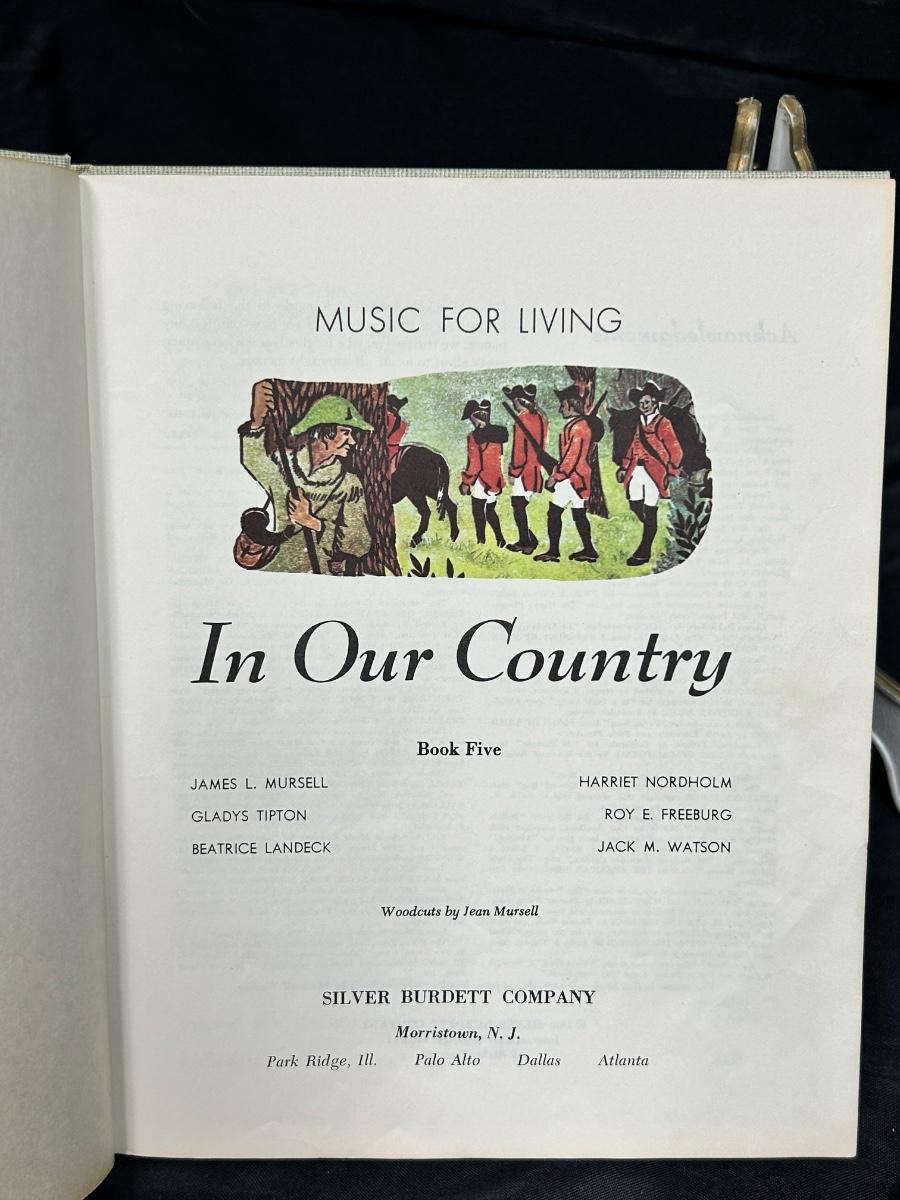 MUSIC FOR LIVING
In Our Country
Book Five
JAMES L. MURSELL
GLADYS TIPTON
BEATRICE LANDECK
HARRIET NORDHOLM
ROY E. FREEBURG
JACK M. WATSON
Woodcuts by Jean Mursell
SILVER BURDETT COMPANY
Morristown, N. J.
Park Ridge, Ill. Palo Alto Dallas Atlanta
Acknowledgments